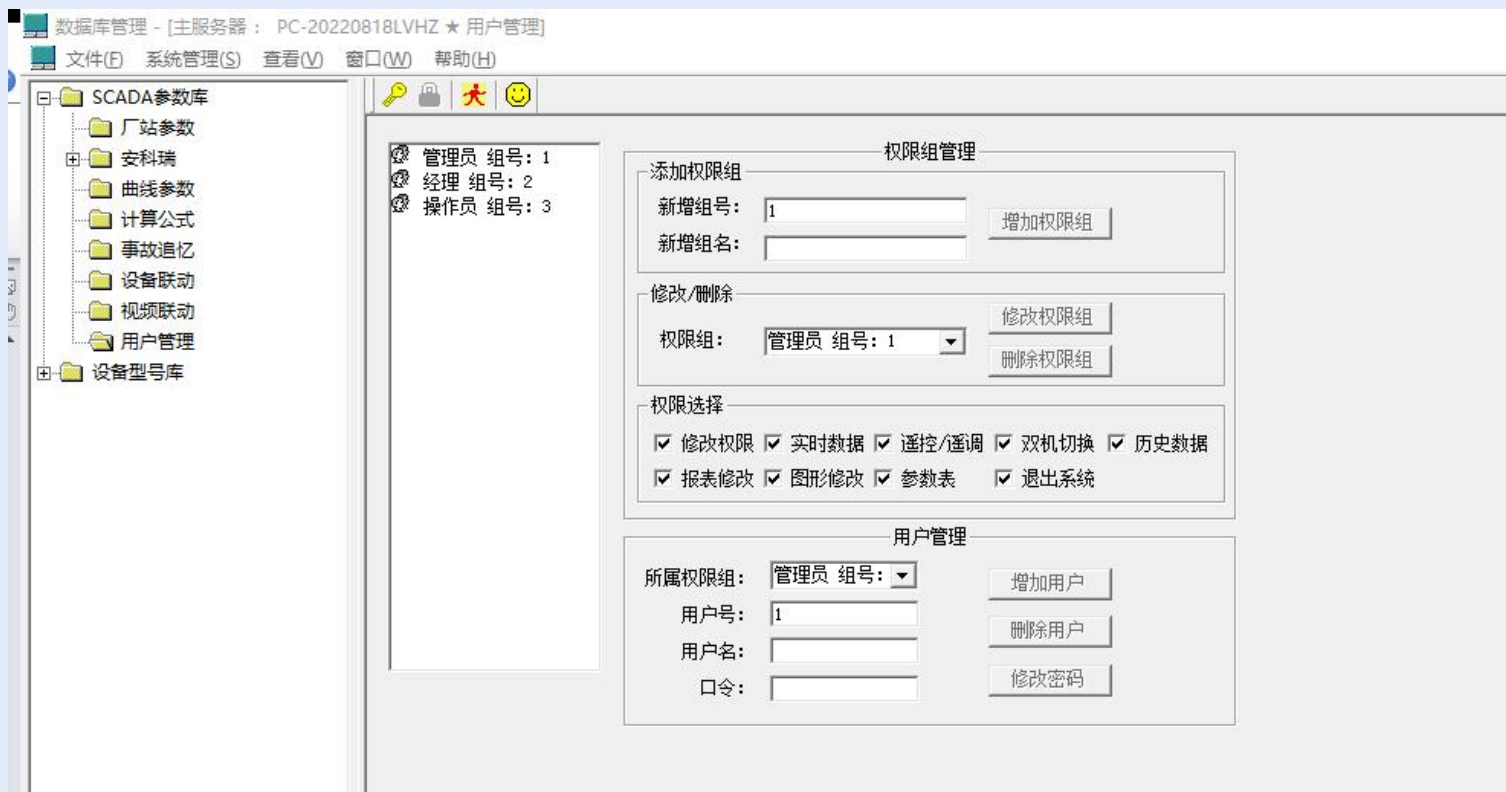 数据库管理 - [主服务器： PC-20220818LVHZ ★ 用户管理]
文件(F) 系统管理(S) 查看(V) 窗口(W) 帮助(H)
SCADA参数库
厂站参数
安科瑞
曲线参数
计算公式
事故追忆
设备联动
视频联动
用户管理
设备型号库
管理员 组号: 1
经理 组号: 2
操作员 组号: 3
权限组管理
添加权限组
新增组号: 1
增加权限组
新增组名:
修改/删除
修改权限组
权限组: 管理员 组号: 1
删除权限组
权限选择
修改权限 实时数据 遥控/遥调 双机切换 历史数据
报表修改 图形修改 参数表 退出系统
用户管理
所属权限组: 管理员 组号:
增加用户
用户号: 1
删除用户
用户名:
修改密码
口令: